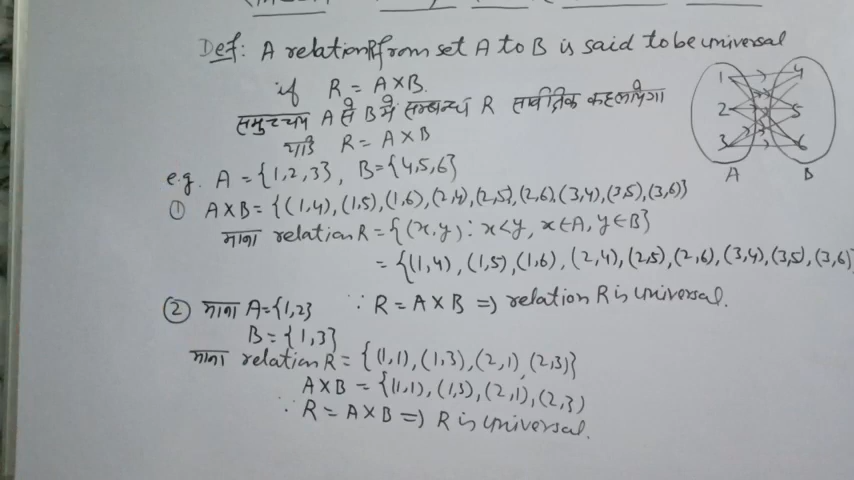 Def: A relation R from set A to B is said to be universal
if R = A×B.
समुच्चय A से B में सम्बन्ध R सार्वत्रिक कहलायेगा
यदि R = A×B
1 4
2 5
3 6
A B
e.g. A = {1,2,3}, B = {4,5,6}
① A×B = {(1,4), (1,5), (1,6), (2,4), (2,5), (2,6), (3,4), (3,5), (3,6)}
माना relation R = {(x,y) : x<y, x∈A, y∈B}
= {(1,4), (1,5), (1,6), (2,4), (2,5), (2,6), (3,4), (3,5), (3,6)
② माना A={1,2} ∵ R = A×B ⇒ relation R is universal.
B = {1,3}
माना relation R = {(1,1), (1,3), (2,1), (2,3)}
A×B = {(1,1), (1,3), (2,1), (2,3)
∵ R = A×B ⇒ R is universal.